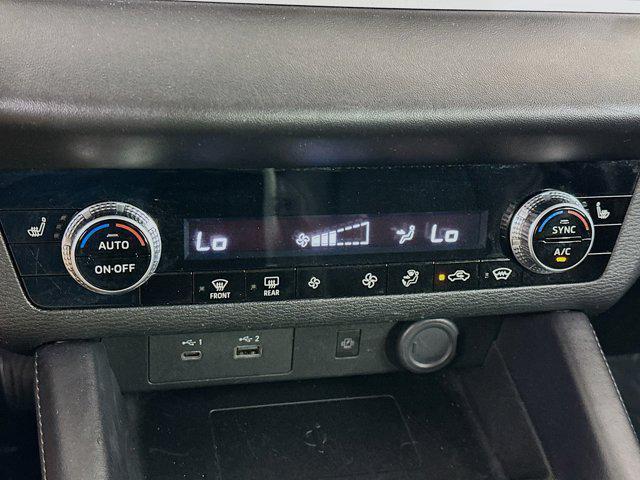 Lo
Lo
AUTO
ON·OFF
SYNC
A/C
FRONT
REAR
1
2